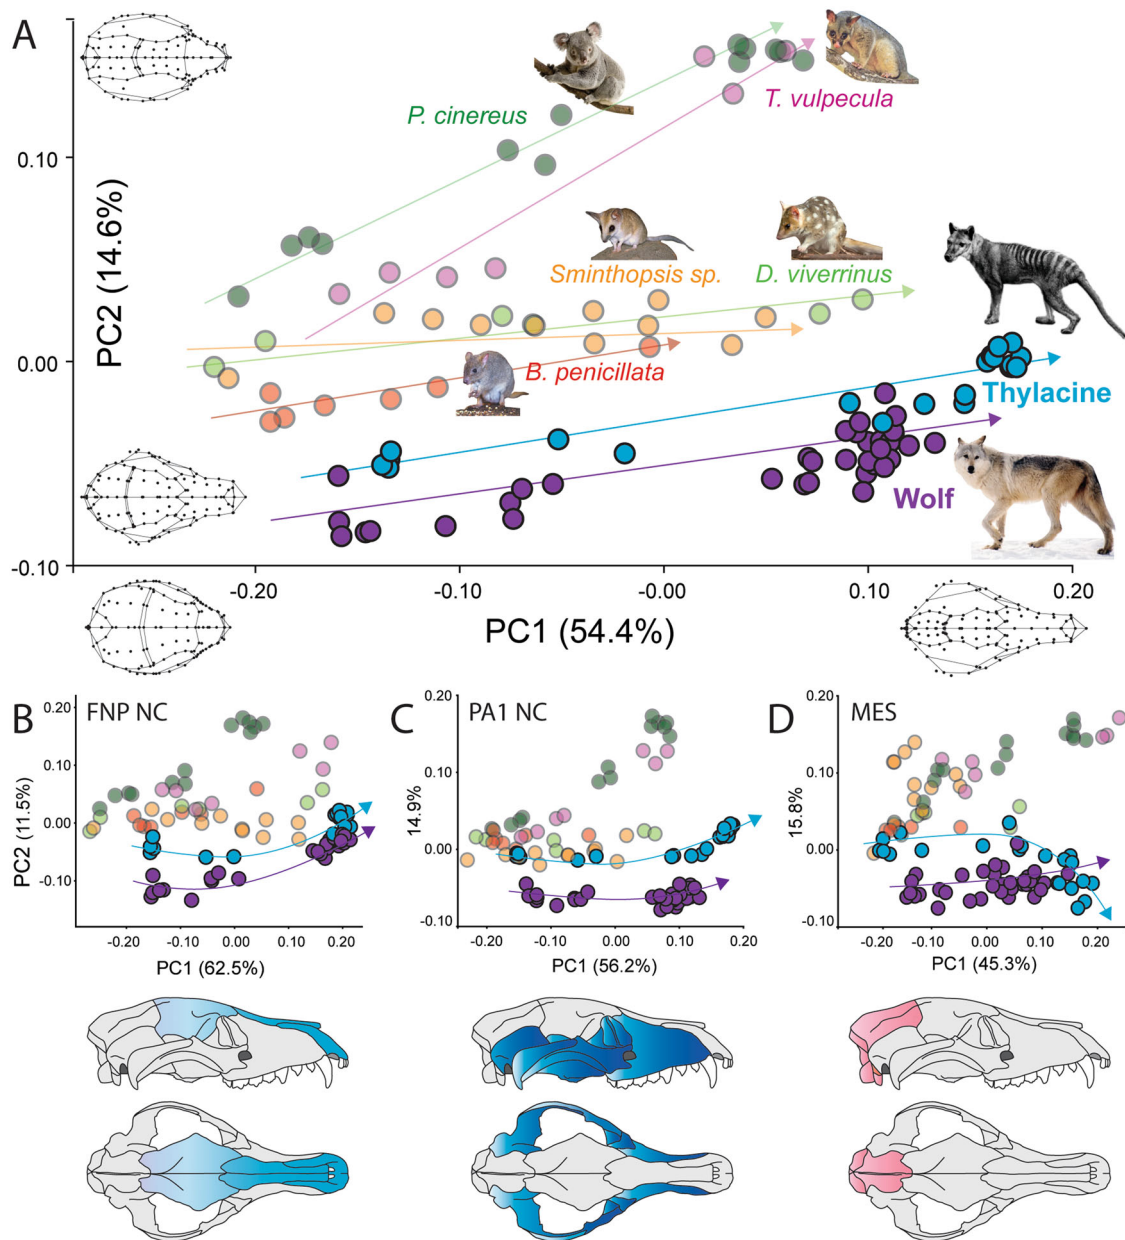 A
P. cinereus
T. vulpecula
0.10
PC2 (14.6%)
Sminthopsis sp.
D. viverrinus
0.00
B. penicillata
Thylacine
Wolf
-0.10
-0.20
-0.10
-0.00
0.10
0.20
PC1 (54.4%)
B
FNP NC
0.20
0.10
0.00
-0.10
PC2 (11.5%)
-0.20
-0.10
0.00
0.10
0.20
PC1 (62.5%)
C
PA1 NC
0.20
0.10
0.00
-0.10
14.9%
-0.20
-0.10
0.00
0.10
0.20
PC1 (56.2%)
D
MES
0.20
0.10
0.00
-0.10
15.8%
-0.20
-0.10
0.00
0.10
0.20
PC1 (45.3%)